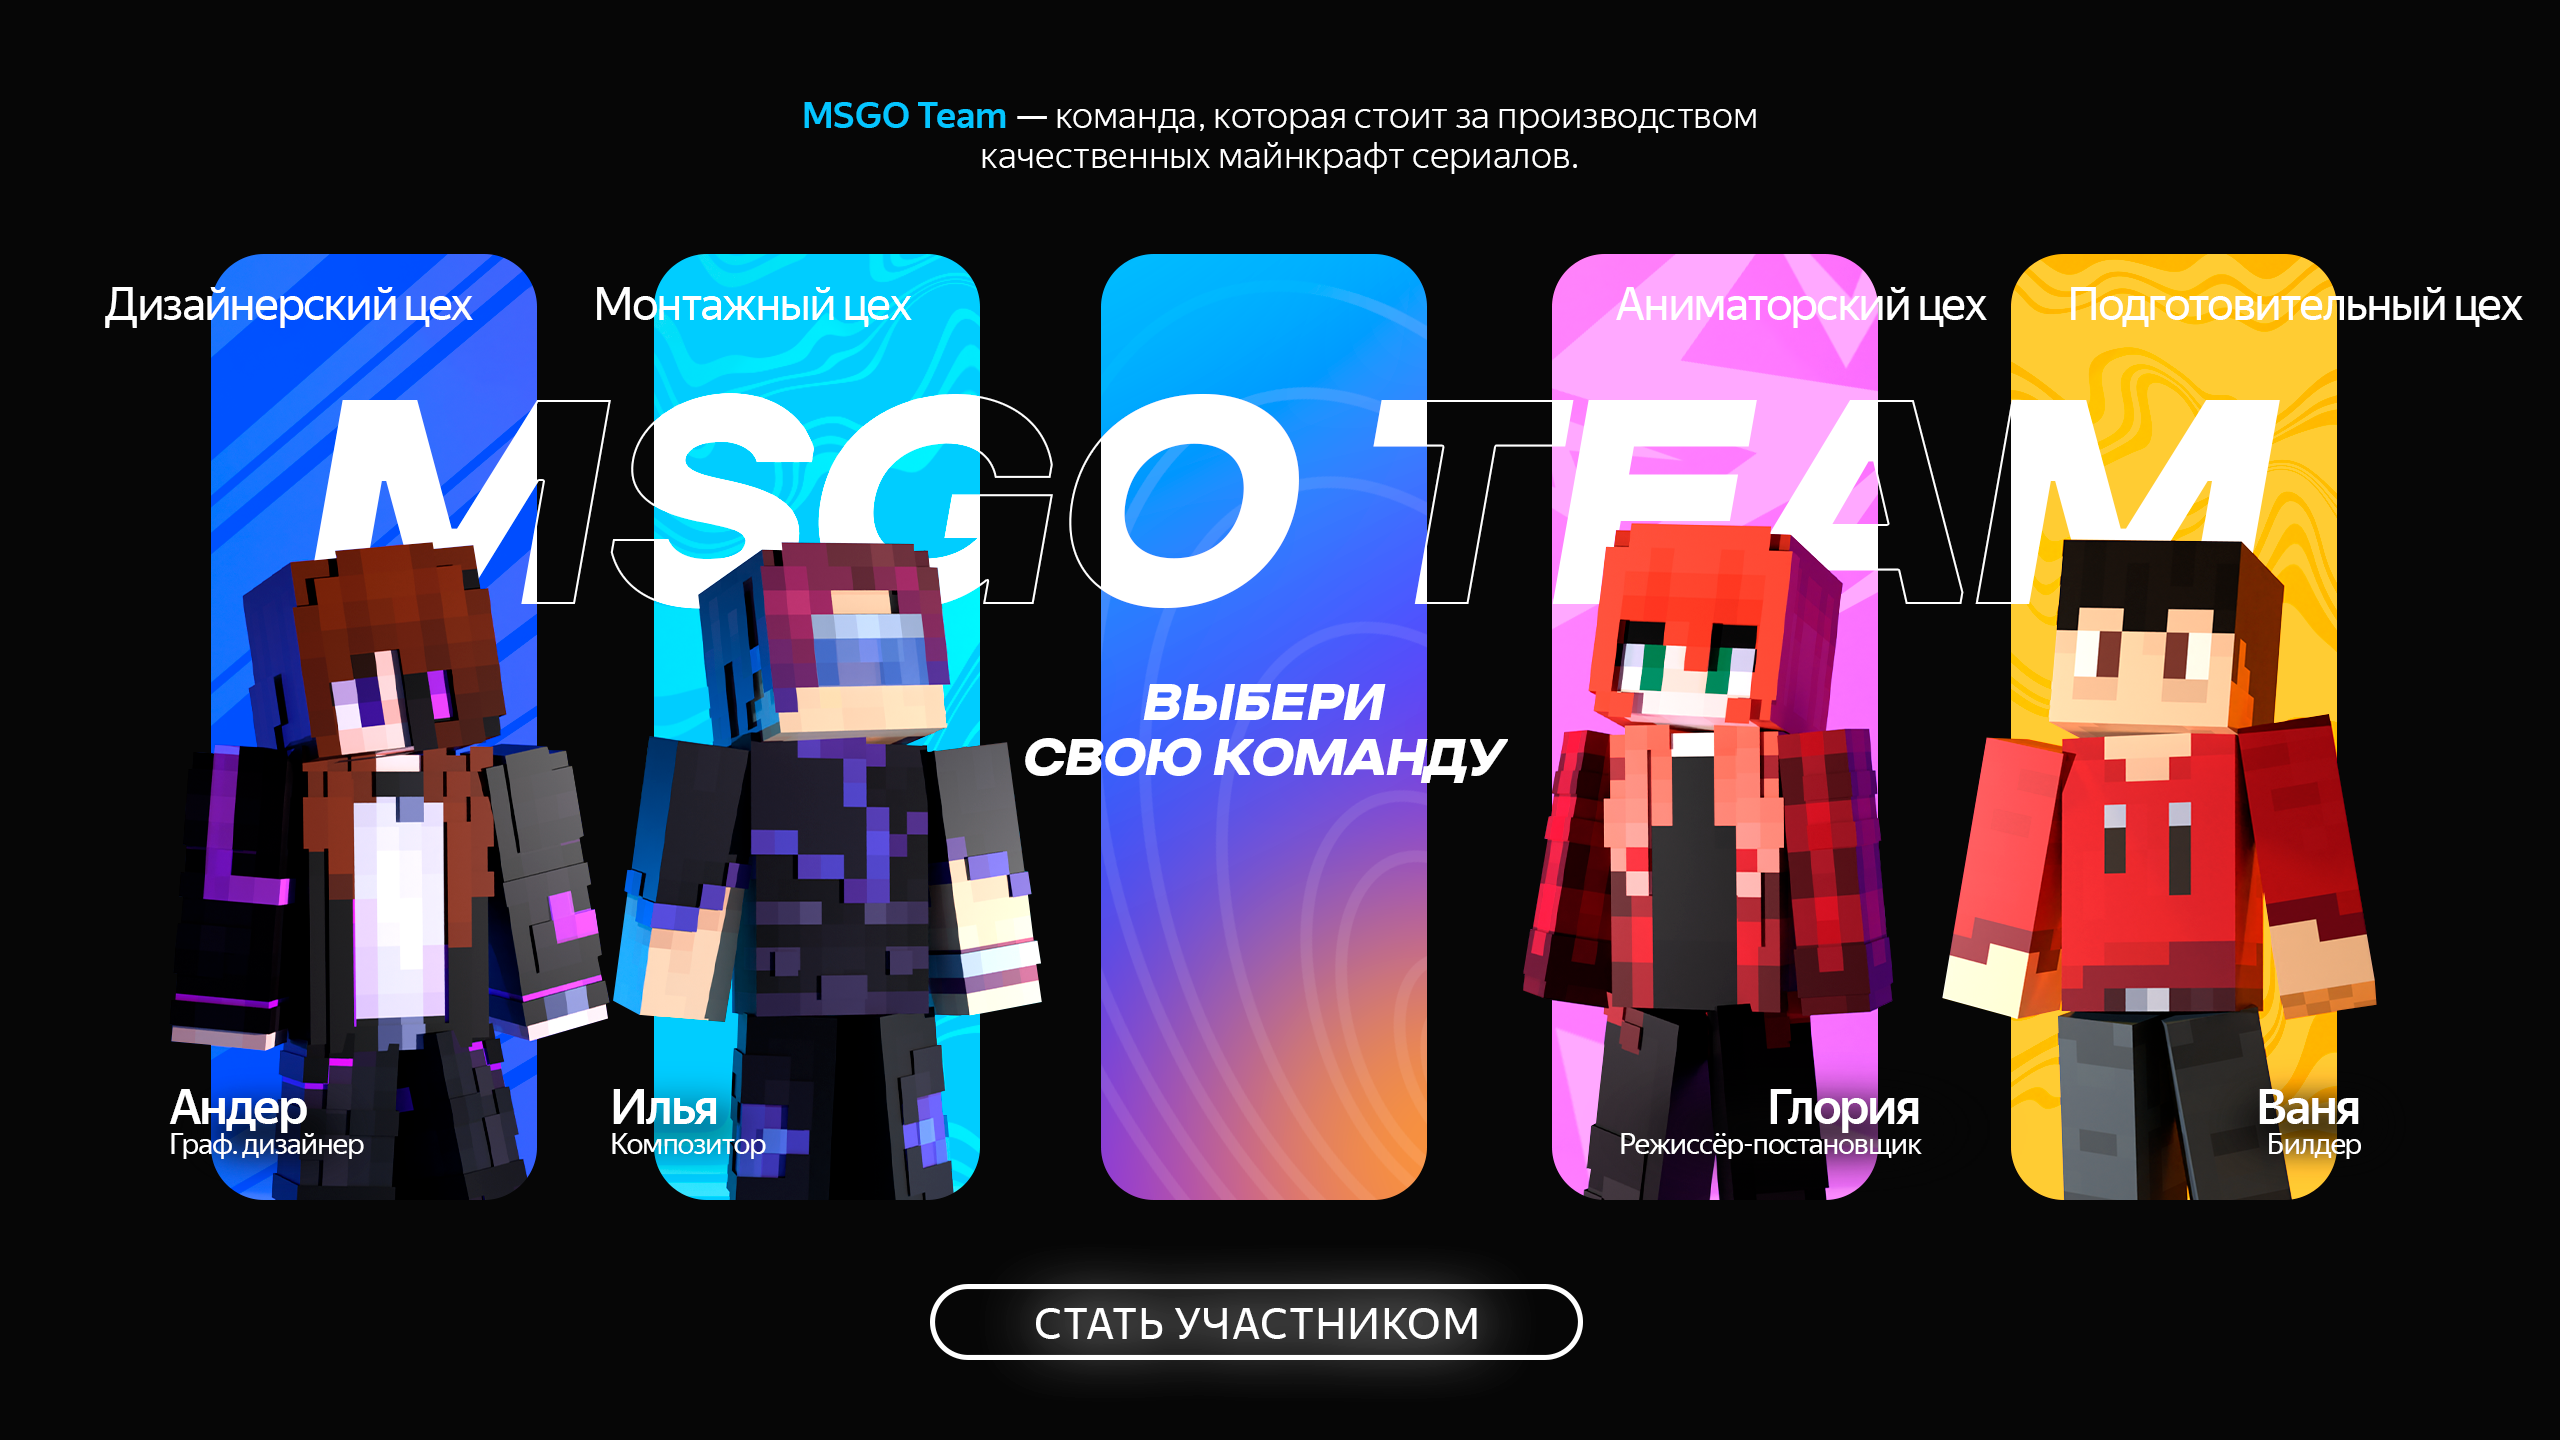 MSGO Team — команда, которая стоит за производством
качественных майнкрафт сериалов.
Дизайнерский цех
Монтажный цех
Аниматорский цех
Подготовительный цех
MSGO TEAM
ВЫБЕРИ
СВОЮ КОМАНДУ
Андер
Граф. дизайнер
Илья
Композитор
Глория
Режиссёр-постановщик
Ваня
Билдер
СТАТЬ УЧАСТНИКОМ